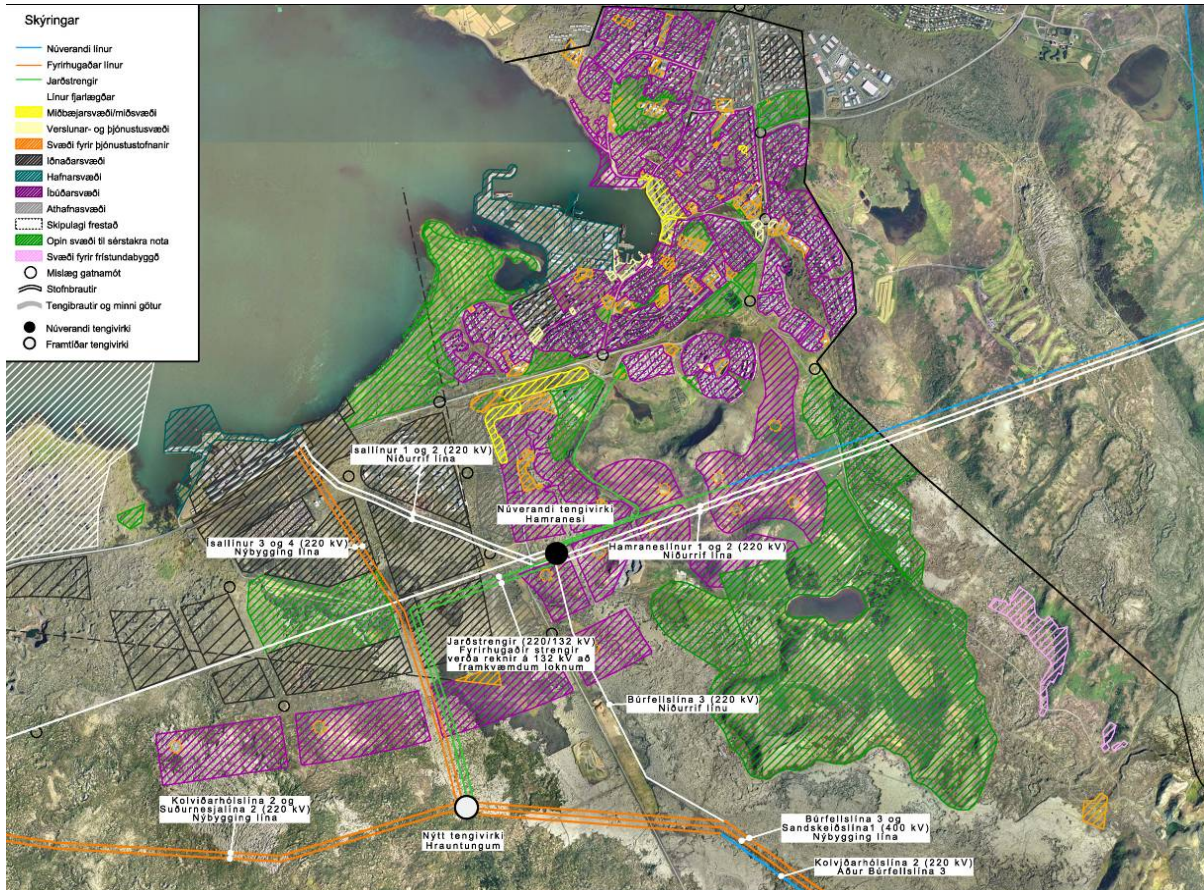 Skýringar
Núverandi línur
Fyrirhugaðar línur
Jarðstrengir
Línur fjarlægðar
Miðbæjarsvæði/miðsvæði
Verslunar- og þjónustusvæði
Svæði fyrir þjónustustofnanir
Iðnaðarsvæði
Hafnarsvæði
Íbúðarsvæði
Athafnasvæði
Skipulagi frestað
Opin svæði til sérstakra nota
Svæði fyrir frístundabyggð
Mislæg gatnamót
Stofnbrautir
Tengibrautir og minni götur
Núverandi tengivirki
Framtíðar tengivirki
Ísallínur 1 og 2 (220 kV)
Niðurrif lína
Núverandi tengivirki
Hamranesi
Ísallínur 3 og 4 (220 kV)
Nýbygging lína
Hamraneslínur 1 og 2 (220 kV)
Niðurrif lína
Jarðstrengir (220/132 kV)
Fyrirhugaðir strengir
verða reknir á 132 kV að
framkvæmdum loknum
Búrfellslína 3 (220 kV)
Niðurrif línu
Kolviðarhólslína 2 og
Suðurnesjalína 2 (220 kV)
Nýbygging lína
Nýtt tengivirki
Hrauntungum
Búrfellslína 3 og
Sandskeiðslína1 (400 kV)
Nýbygging lína
Kolviðarhólslína 2 (220 kV)
Áður Búrfellslína 3